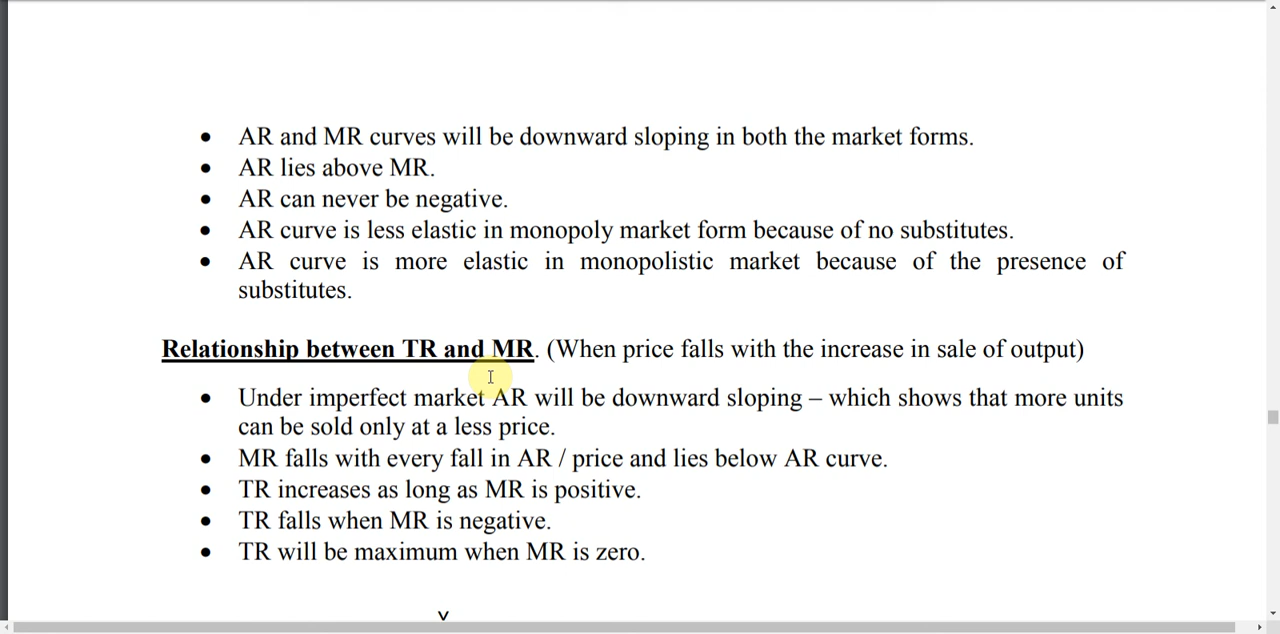 • AR and MR curves will be downward sloping in both the market forms.
• AR lies above MR.
• AR can never be negative.
• AR curve is less elastic in monopoly market form because of no substitutes.
• AR curve is more elastic in monopolistic market because of the presence of
substitutes.
Relationship between TR and MR. (When price falls with the increase in sale of output)
• Under imperfect market AR will be downward sloping – which shows that more units
can be sold only at a less price.
• MR falls with every fall in AR / price and lies below AR curve.
• TR increases as long as MR is positive.
• TR falls when MR is negative.
• TR will be maximum when MR is zero.